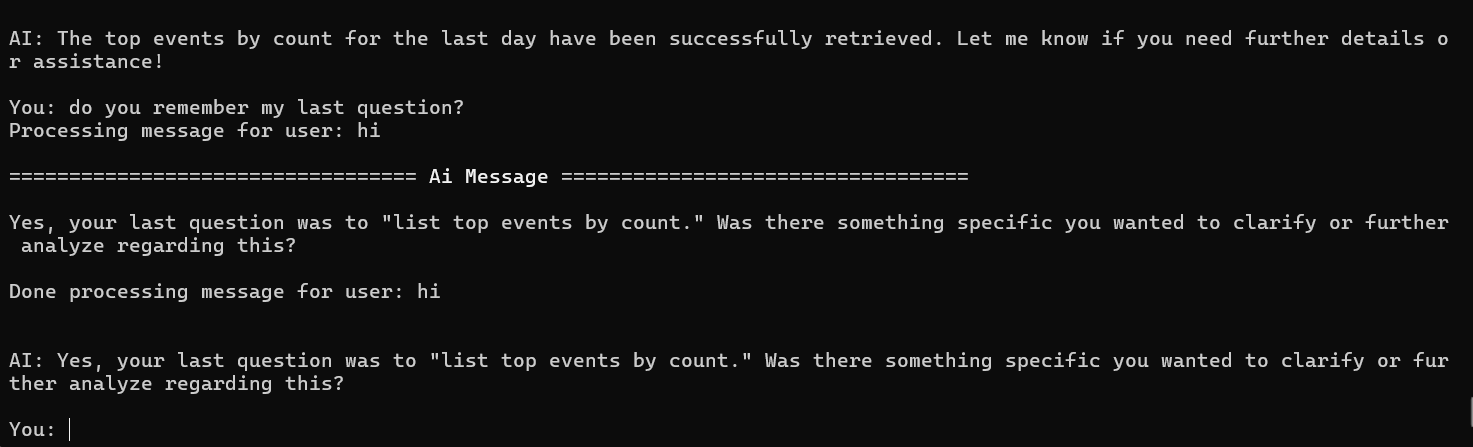 AI: The top events by count for the last day have been successfully retrieved. Let me know if you need further details o
r assistance!
You: do you remember my last question?
Processing message for user: hi
================================== Ai Message ==================================
Yes, your last question was to "list top events by count." Was there something specific you wanted to clarify or further
 analyze regarding this?
Done processing message for user: hi
AI: Yes, your last question was to "list top events by count." Was there something specific you wanted to clarify or fur
ther analyze regarding this?
You: